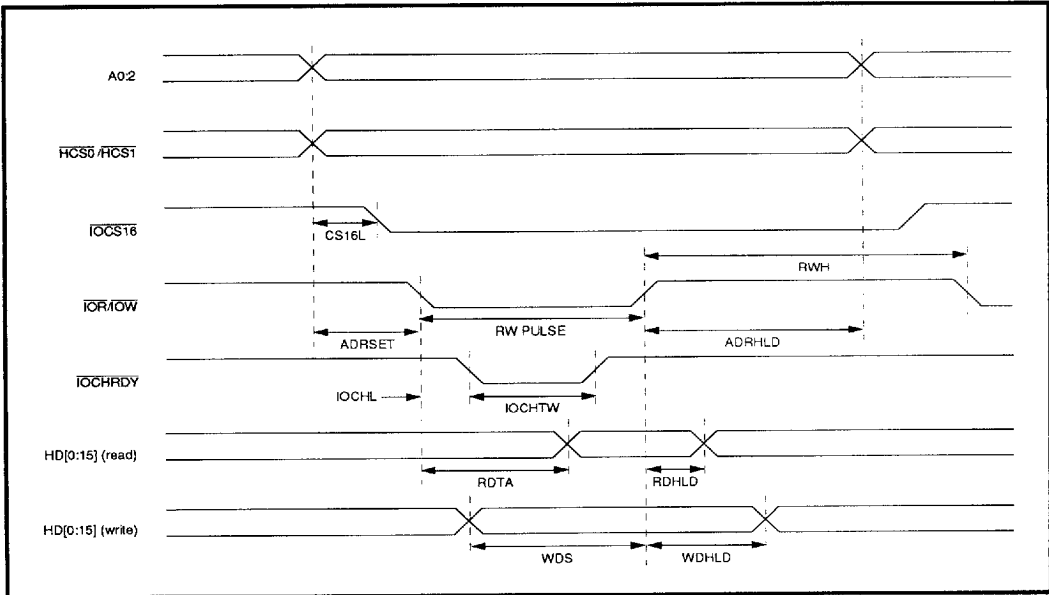 A0:2
HCS0/HCS1
IOCS16
CS16L
RWH
IOR/IOW
RW PULSE
ADRSET
ADRHLD
IOCHRDY
IOCHL
IOCHTW
HD[0:15] (read)
RDTA
RDHLD
HD[0:15] (write)
WDS
WDHLD